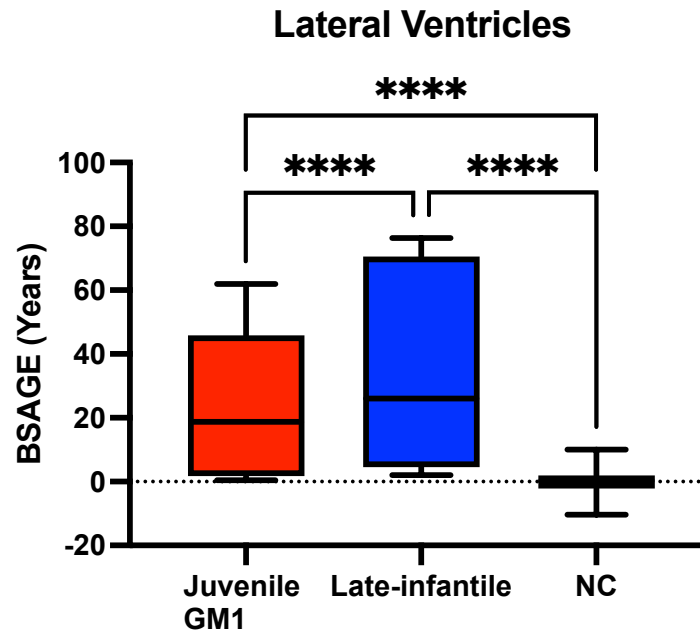 Lateral Ventricles
****
**** ****
BSAGE (Years)
100
80
60
40
20
0
-20
Juvenile GM1
Late-infantile
NC